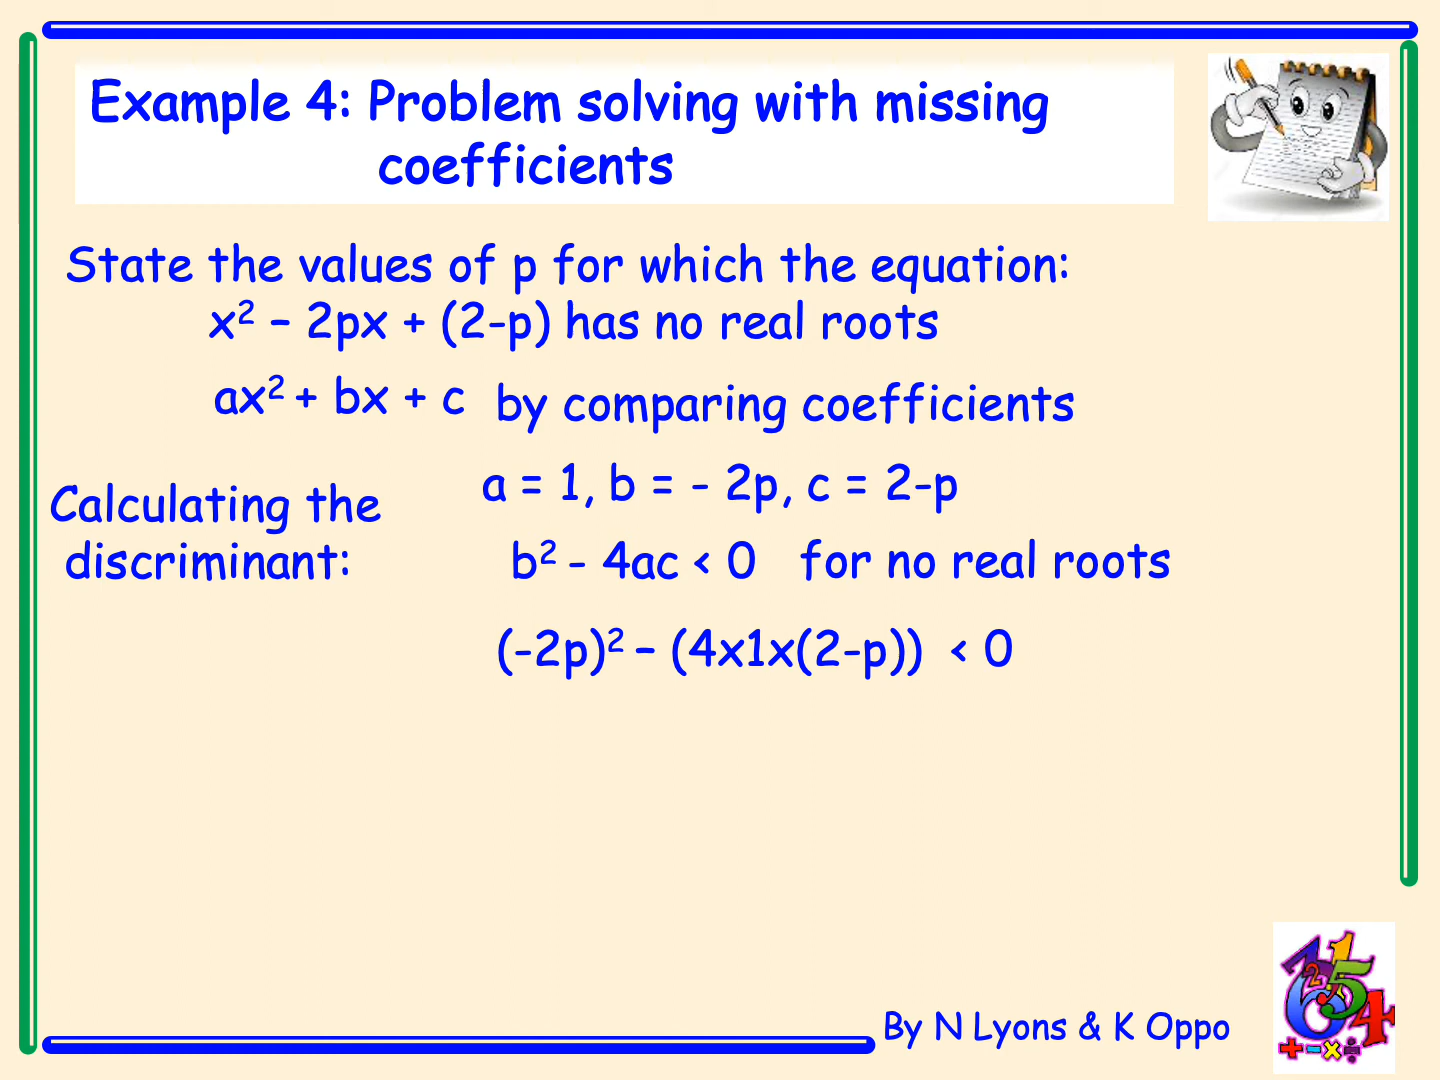 Example 4: Problem solving with missing
coefficients
State the values of p for which the equation:
x² – 2px + (2-p) has no real roots
ax² + bx + c by comparing coefficients
a = 1, b = - 2p, c = 2-p
Calculating the
discriminant:
b² - 4ac < 0 for no real roots
(-2p)² – (4x1x(2-p)) < 0
By N Lyons & K Oppo